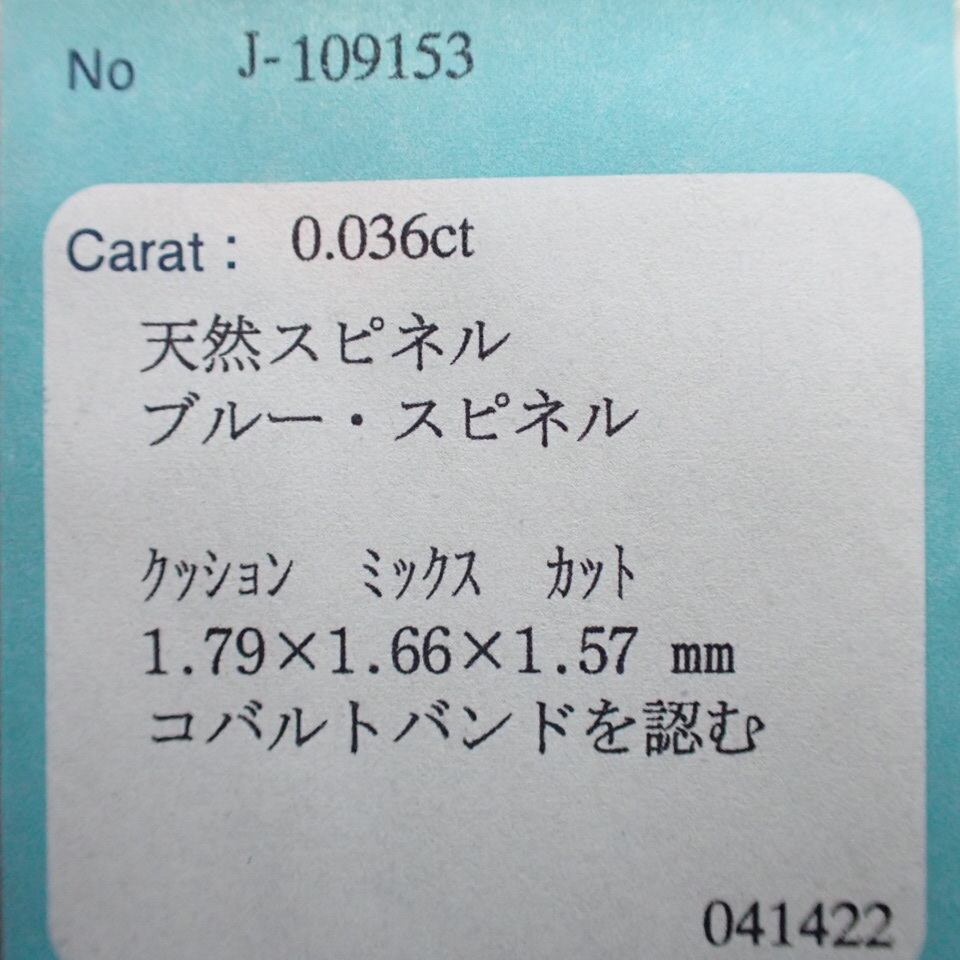 No J-109153
Carat： 0.036ct
天然スピネル
ブルー・スピネル
クッション ミックス カット
1.79×1.66×1.57 mm
コバルトバンドを認む
041422